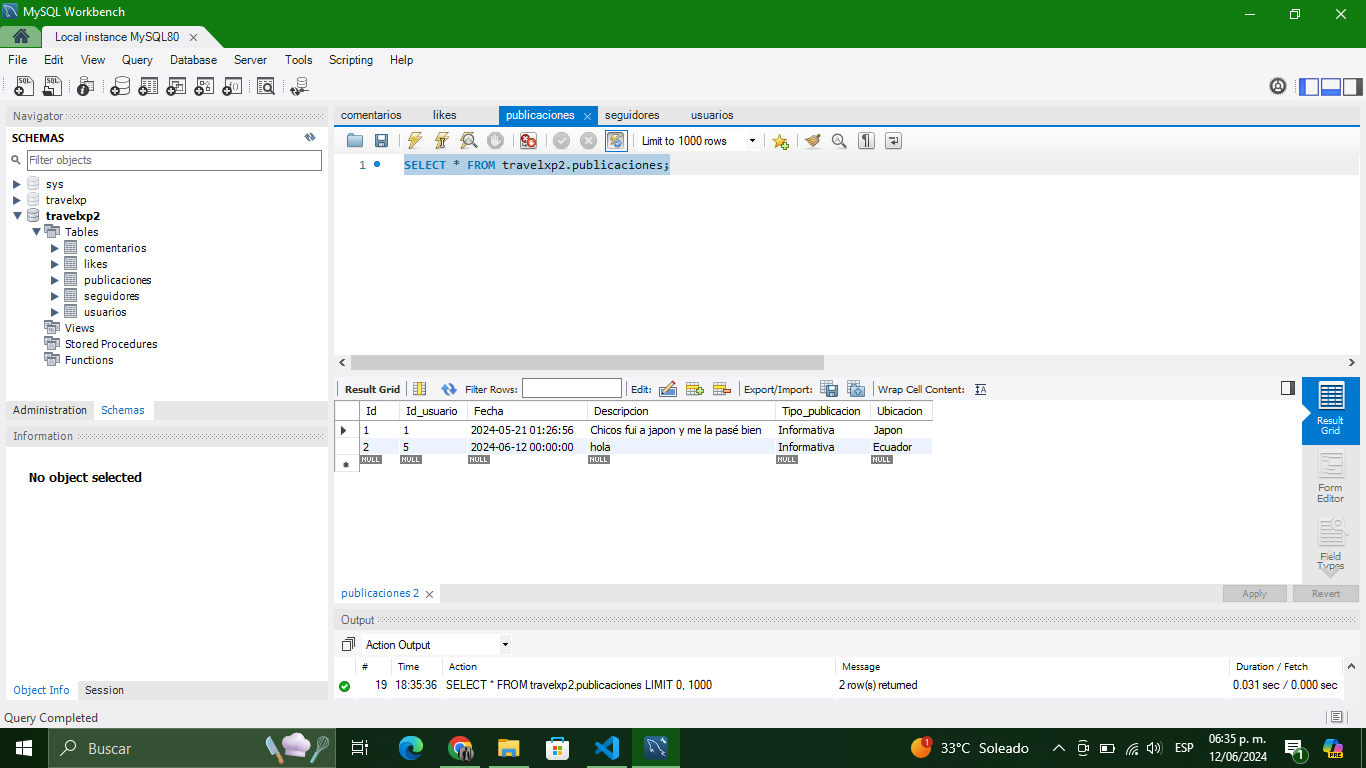 MySQL Workbench
Local instance MySQL80
File Edit View Query Database Server Tools Scripting Help
Navigator
SCHEMAS
Filter objects
sys
travelxp
travelxp2
Tables
comentarios
likes
publicaciones
seguidores
usuarios
Views
Stored Procedures
Functions
Administration Schemas
Information
No object selected
Object Info Session
comentarios likes publicaciones seguidores usuarios
Limit to 1000 rows
1 SELECT * FROM travelxp2.publicaciones;
Result Grid Filter Rows: Edit: Export/Import: Wrap Cell Content:
Id Id_usuario Fecha Descripcion Tipo_publicacion Ubicacion
1 1 2024-05-21 01:26:56 Chicos fui a japon y me la pasé bien Informativa Japon
2 5 2024-06-12 00:00:00 hola Informativa Ecuador
NULL NULL NULL NULL NULL NULL
Result
Grid
Form
Editor
Field
Types
publicaciones 2
Apply Revert
Output
Action Output
# Time Action Message Duration / Fetch
19 18:35:36 SELECT * FROM travelxp2.publicaciones LIMIT 0, 1000 2 row(s) returned 0.031 sec / 0.000 sec
Query Completed
Buscar
1 33°C Soleado
ESP
06:35 p. m.
12/06/2024
1
PRE